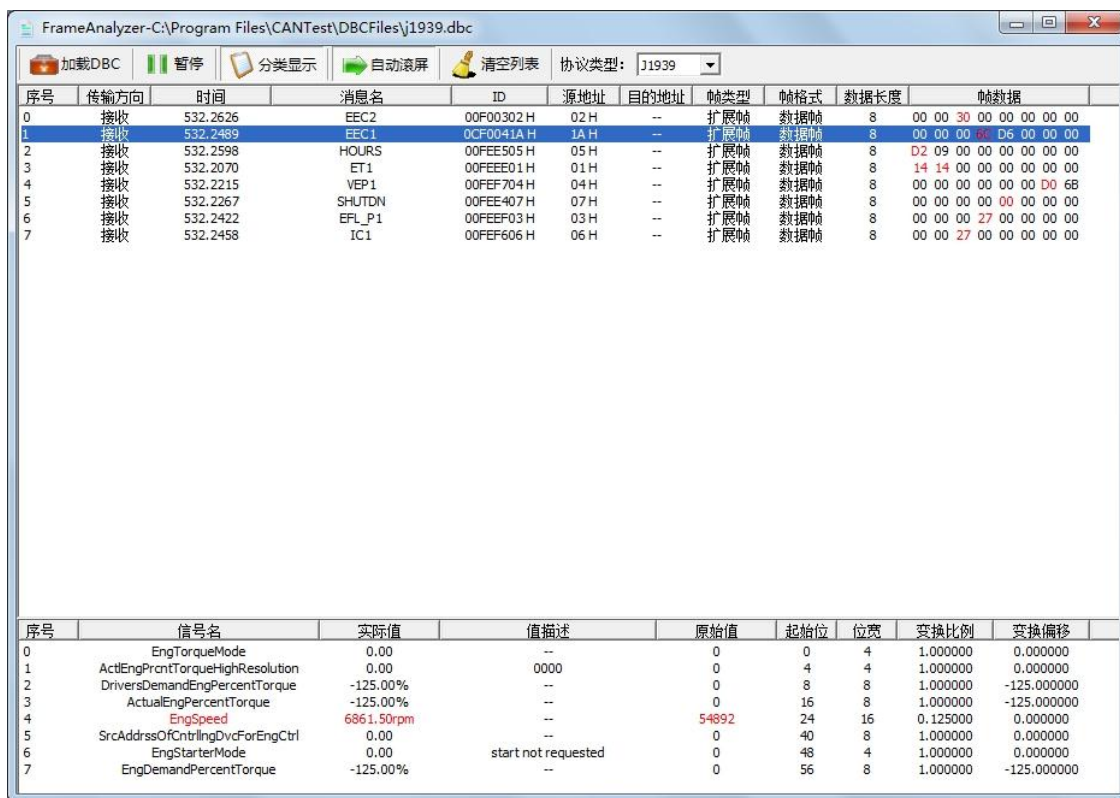 FrameAnalyzer-C:\Program Files\CANTest\DBCFiles\j1939.dbc
加载DBC 暂停 分类显示 自动滚屏 清空列表 协议类型: J1939
序号 传输方向 时间 消息名 ID 源地址 目的地址 帧类型 帧格式 数据长度 帧数据
0 接收 532.2626 EEC2 00F00302 H 02 H -- 扩展帧 数据帧 8 00 00 30 00 00 00 00 00
1 接收 532.2489 EEC1 0CF0041A H 1A H -- 扩展帧 数据帧 8 00 00 00 6C D6 00 00 00
2 接收 532.2598 HOURS 00FEE505 H 05 H -- 扩展帧 数据帧 8 D2 09 00 00 00 00 00 00
3 接收 532.2070 ET1 00FEEE01 H 01 H -- 扩展帧 数据帧 8 14 14 00 00 00 00 00 00
4 接收 532.2215 VEP1 00FEF704 H 04 H -- 扩展帧 数据帧 8 00 00 00 00 00 00 D0 6B
5 接收 532.2267 SHUTDN 00FEE407 H 07 H -- 扩展帧 数据帧 8 00 00 00 00 00 00 00 00
6 接收 532.2422 EFL_P1 00FEEF03 H 03 H -- 扩展帧 数据帧 8 00 00 00 27 00 00 00 00
7 接收 532.2458 IC1 00FEF606 H 06 H -- 扩展帧 数据帧 8 00 00 27 00 00 00 00 00
序号 信号名 实际值 值描述 原始值 起始位 位宽 变换比例 变换偏移
0 EngTorqueMode 0.00 -- 0 0 4 1.000000 0.000000
1 ActlEngPrcntTorqueHighResolution 0.00 0000 0 4 4 1.000000 0.000000
2 DriversDemandEngPercentTorque -125.00% -- 0 8 8 1.000000 -125.000000
3 ActualEngPercentTorque -125.00% -- 0 16 8 1.000000 -125.000000
4 EngSpeed 6861.50rpm -- 54892 24 16 0.125000 0.000000
5 SrcAddrssOfCntrllngDvcForEngCtrl 0.00 -- 0 40 8 1.000000 0.000000
6 EngStarterMode 0.00 start not requested 0 48 4 1.000000 0.000000
7 EngDemandPercentTorque -125.00% -- 0 56 8 1.000000 -125.000000